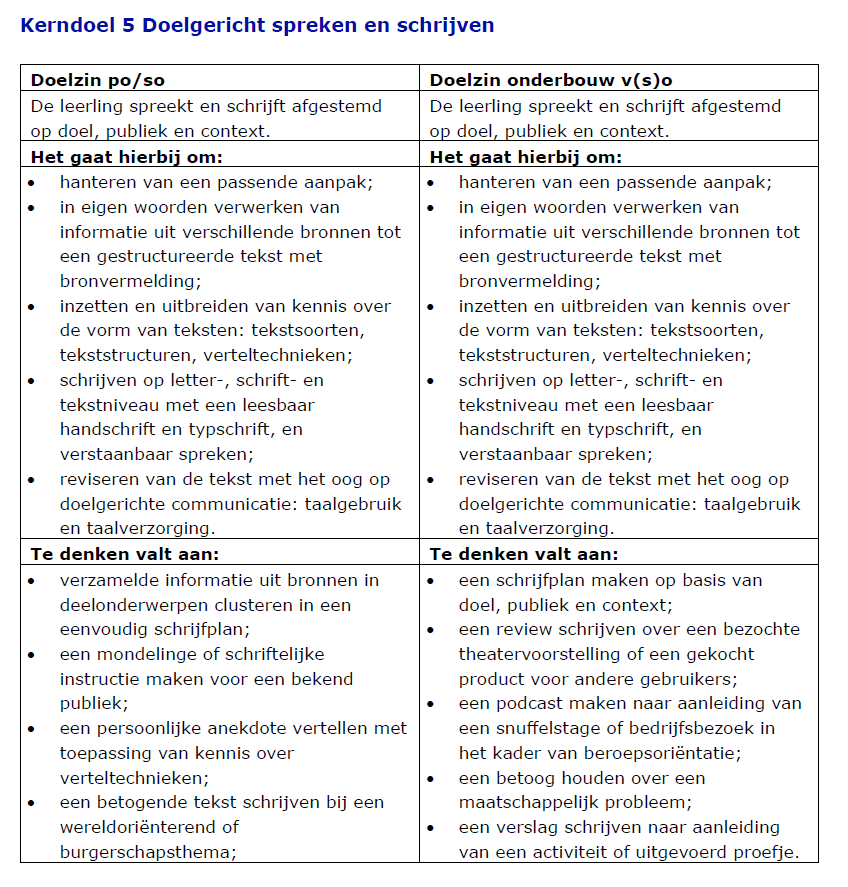 Kerndoel 5 Doelgericht spreken en schrijven
Doelzin po/so
De leerling spreekt en schrijft afgestemd
op doel, publiek en context.
Het gaat hierbij om:
• hanteren van een passende aanpak;
• in eigen woorden verwerken van
informatie uit verschillende bronnen tot
een gestructureerde tekst met
bronvermelding;
• inzetten en uitbreiden van kennis over
de vorm van teksten: tekstsoorten,
tekststructuren, verteltechnieken;
• schrijven op letter-, schrift- en
tekstniveau met een leesbaar
handschrift en typschrift, en
verstaanbaar spreken;
• reviseren van de tekst met het oog op
doelgerichte communicatie: taalgebruik
en taalverzorging.
Te denken valt aan:
• verzamelde informatie uit bronnen in
deelonderwerpen clusteren in een
eenvoudig schrijfplan;
• een mondelinge of schriftelijke
instructie maken voor een bekend
publiek;
• een persoonlijke anekdote vertellen met
toepassing van kennis over
verteltechnieken;
• een betogende tekst schrijven bij een
wereldoriënterend of
burgerschapsthema;
Doelzin onderbouw v(s)o
De leerling spreekt en schrijft afgestemd
op doel, publiek en context.
Het gaat hierbij om:
• hanteren van een passende aanpak;
• in eigen woorden verwerken van
informatie uit verschillende bronnen tot
een gestructureerde tekst met
bronvermelding;
• inzetten en uitbreiden van kennis over
de vorm van teksten: tekstsoorten,
tekststructuren, verteltechnieken;
• schrijven op letter-, schrift- en
tekstniveau met een leesbaar
handschrift en typschrift, en
verstaanbaar spreken;
• reviseren van de tekst met het oog op
doelgerichte communicatie: taalgebruik
en taalverzorging.
Te denken valt aan:
• een schrijfplan maken op basis van
doel, publiek en context;
• een review schrijven over een bezochte
theatervoorstelling of een gekocht
product voor andere gebruikers;
• een podcast maken naar aanleiding van
een snuffelstage of bedrijfsbezoek in
het kader van beroepsoriëntatie;
• een betoog houden over een
maatschappelijk probleem;
• een verslag schrijven naar aanleiding
van een activiteit of uitgevoerd proefje.